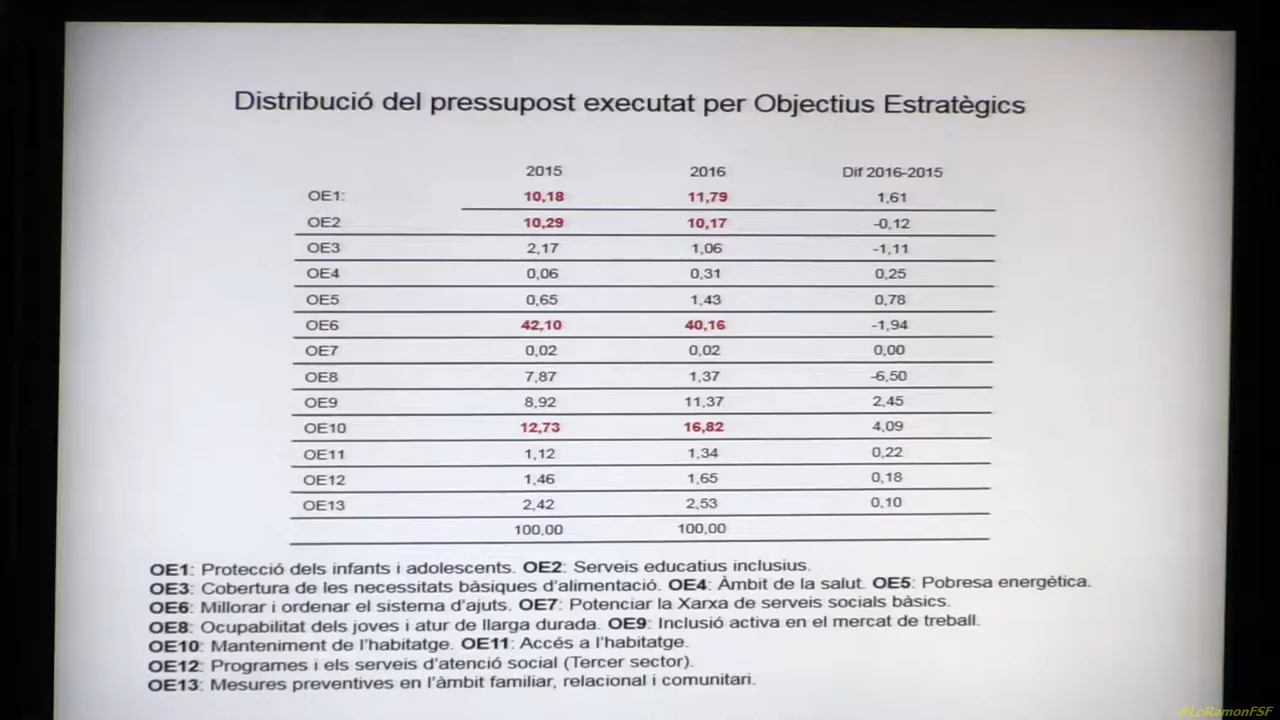 Distribució del pressupost executat per Objectius Estratègics
2015 2016 Dif 2016-2015
OE1: 10,18 11,79 1,61
OE2 10,29 10,17 -0,12
OE3 2,17 1,06 -1,11
OE4 0,06 0,31 0,25
OE5 0,65 1,43 0,78
OE6 42,10 40,16 -1,94
OE7 0,02 0,02 0,00
OE8 7,87 1,37 -6,50
OE9 8,92 11,37 2,45
OE10 12,73 16,82 4,09
OE11 1,12 1,34 0,22
OE12 1,46 1,65 0,18
OE13 2,42 2,53 0,10
100,00 100,00
OE1: Protecció dels infants i adolescents. OE2: Serveis educatius inclusius.
OE3: Cobertura de les necessitats bàsiques d'alimentació. OE4: Àmbit de la salut. OE5: Pobresa energètica.
OE6: Millorar i ordenar el sistema d'ajuts. OE7: Potenciar la Xarxa de serveis socials bàsics.
OE8: Ocupabilitat dels joves i atur de llarga durada. OE9: Inclusió activa en el mercat de treball.
OE10: Manteniment de l'habitatge. OE11: Accés a l'habitatge.
OE12: Programes i els serveis d'atenció social (Tercer sector).
OE13: Mesures preventives en l'àmbit familiar, relacional i comunitari.
@LoRamonFSF